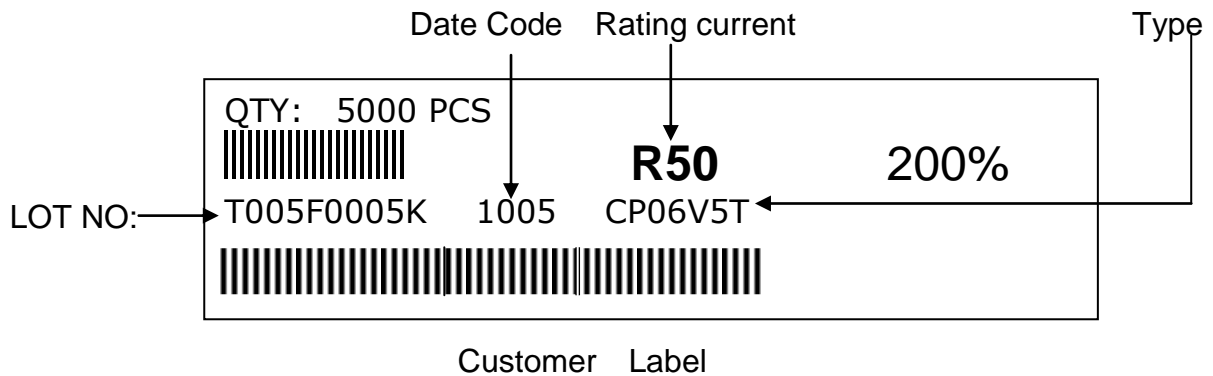 Date Code Rating current Type
QTY: 5000 PCS
R50 200%
LOT NO: T005F0005K 1005 CP06V5T
Customer Label